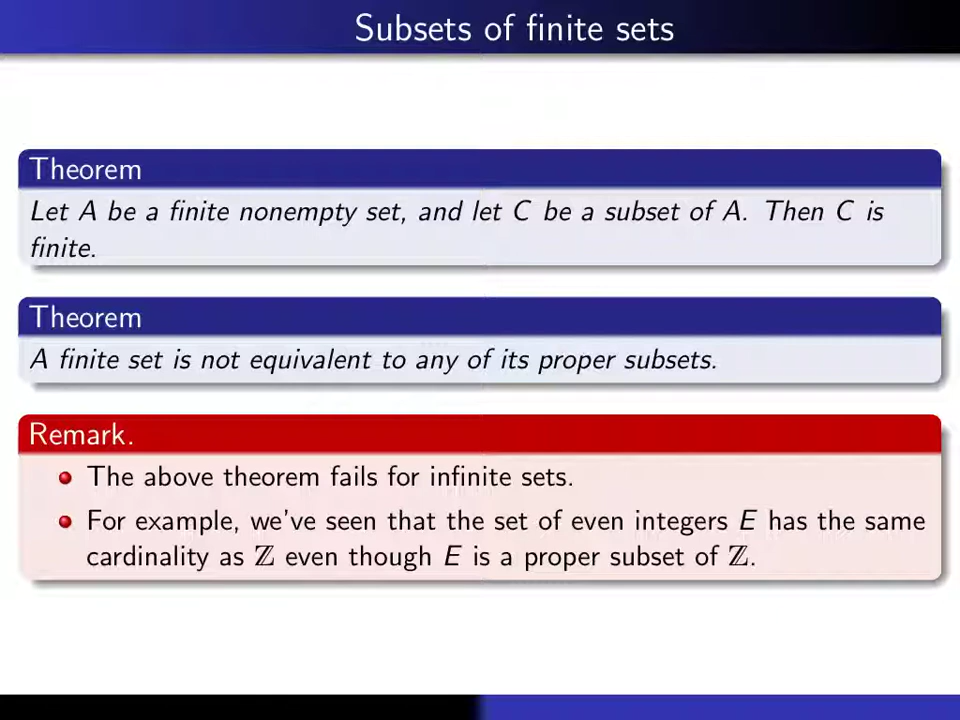 Subsets of finite sets
Theorem
Let A be a finite nonempty set, and let C be a subset of A. Then C is
finite.
Theorem
A finite set is not equivalent to any of its proper subsets.
Remark.
The above theorem fails for infinite sets.
For example, we've seen that the set of even integers E has the same
cardinality as ℤ even though E is a proper subset of ℤ.